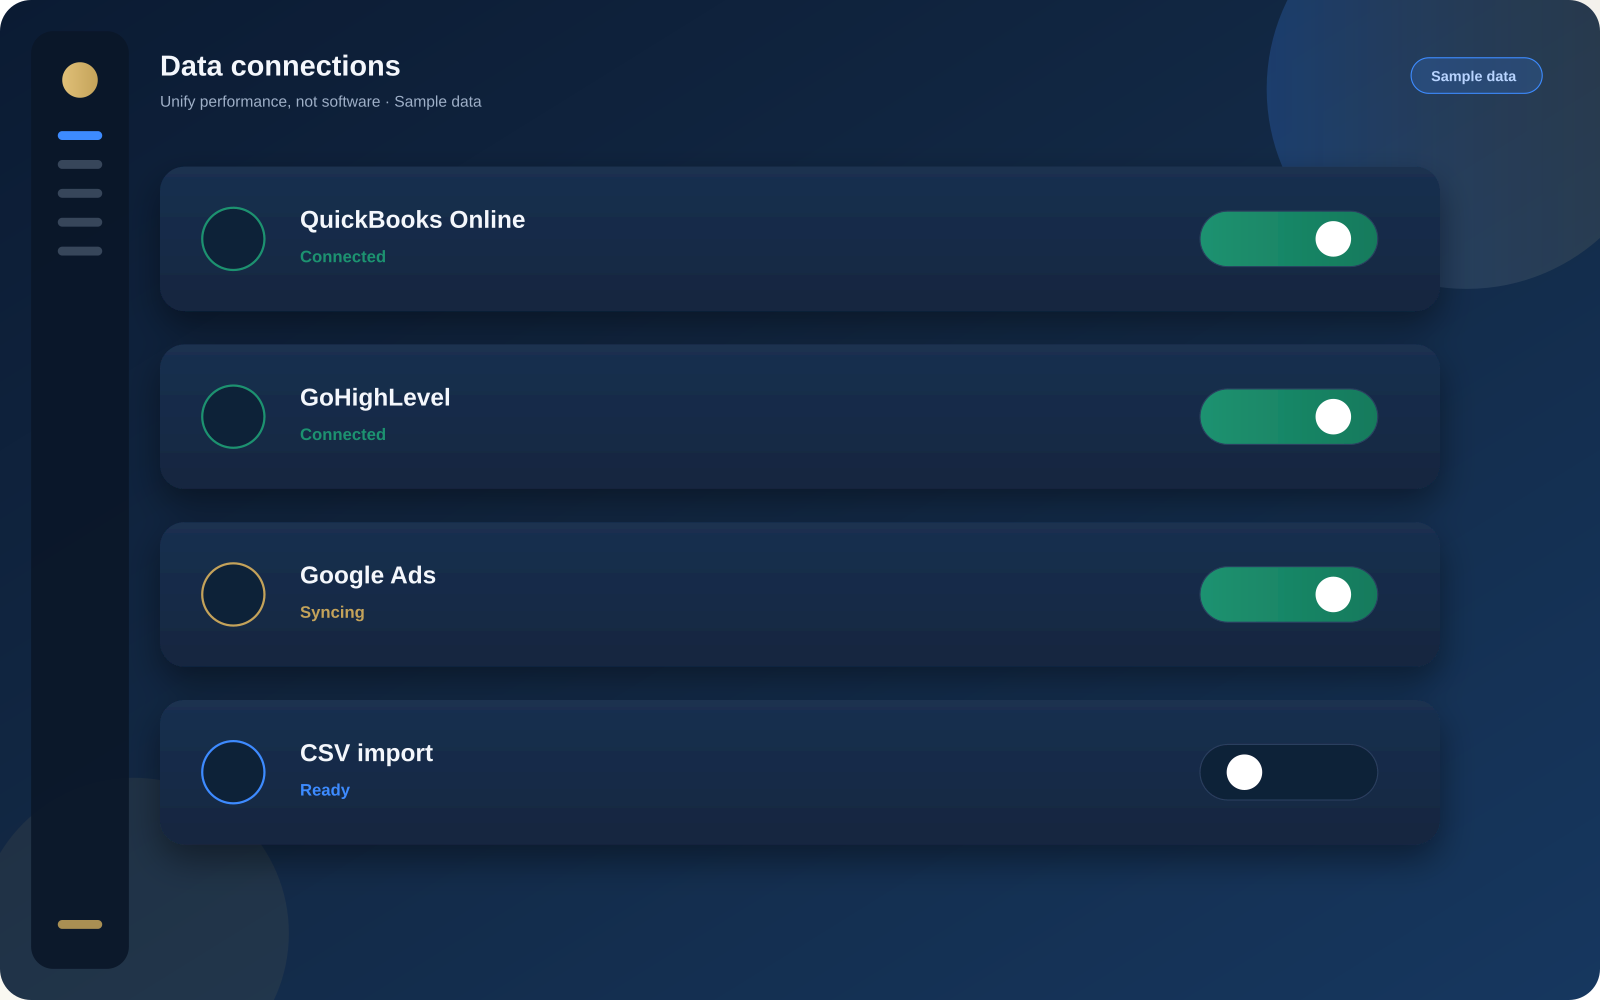 Data connections
Unify performance, not software · Sample data
Sample data
QuickBooks Online
Connected
GoHighLevel
Connected
Google Ads
Syncing
CSV import
Ready